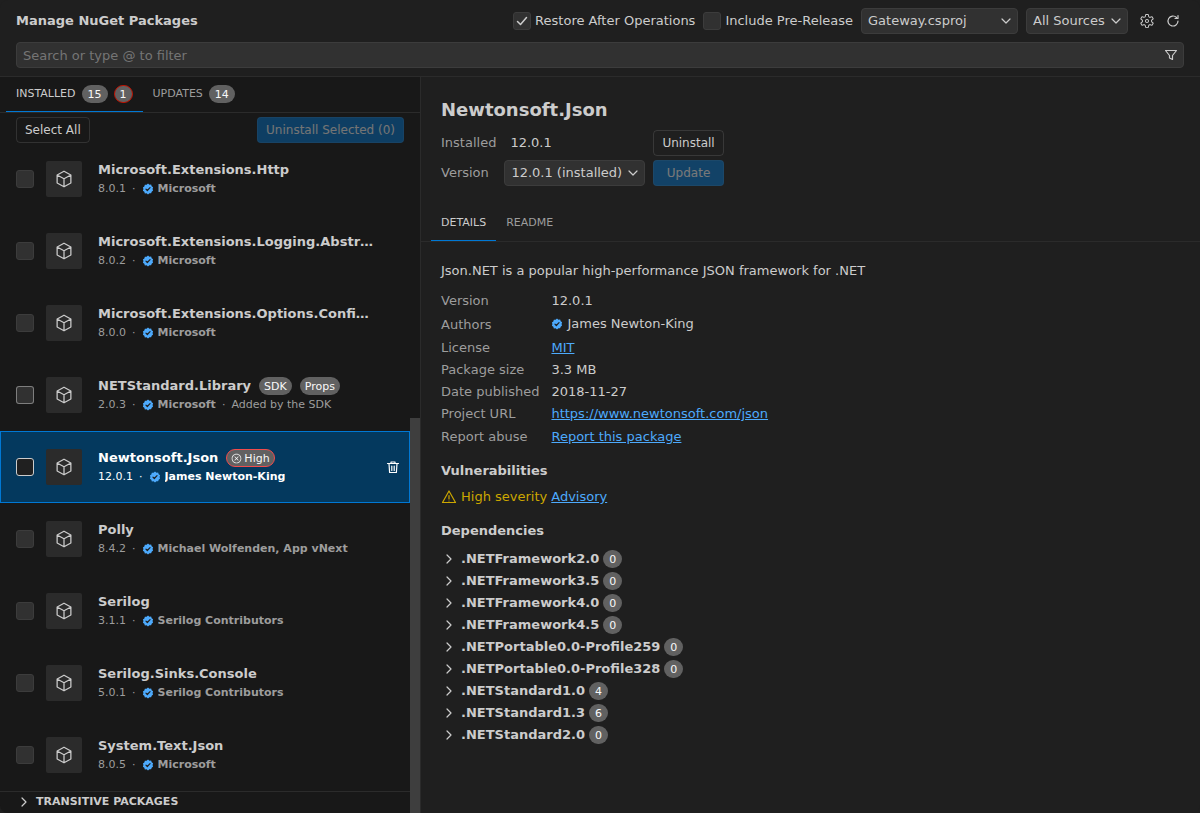 Manage NuGet Packages
Restore After Operations
Include Pre-Release
Gateway.csproj
All Sources
Search or type @ to filter
INSTALLED 15 1 UPDATES 14
Select All
Uninstall Selected (0)
Microsoft.Extensions.Http
8.0.1 · Microsoft
Microsoft.Extensions.Logging.Abstr…
8.0.2 · Microsoft
Microsoft.Extensions.Options.Confi…
8.0.0 · Microsoft
NETStandard.Library SDK Props
2.0.3 · Microsoft · Added by the SDK
Newtonsoft.Json High
12.0.1 · James Newton-King
Polly
8.4.2 · Michael Wolfenden, App vNext
Serilog
3.1.1 · Serilog Contributors
Serilog.Sinks.Console
5.0.1 · Serilog Contributors
System.Text.Json
8.0.5 · Microsoft
TRANSITIVE PACKAGES
Newtonsoft.Json
Installed 12.0.1 Uninstall
Version 12.0.1 (installed) Update
DETAILS README
Json.NET is a popular high-performance JSON framework for .NET
Version 12.0.1
Authors James Newton-King
License MIT
Package size 3.3 MB
Date published 2018-11-27
Project URL https://www.newtonsoft.com/json
Report abuse Report this package
Vulnerabilities
High severity Advisory
Dependencies
.NETFramework2.0 0
.NETFramework3.5 0
.NETFramework4.0 0
.NETFramework4.5 0
.NETPortable0.0-Profile259 0
.NETPortable0.0-Profile328 0
.NETStandard1.0 4
.NETStandard1.3 6
.NETStandard2.0 0